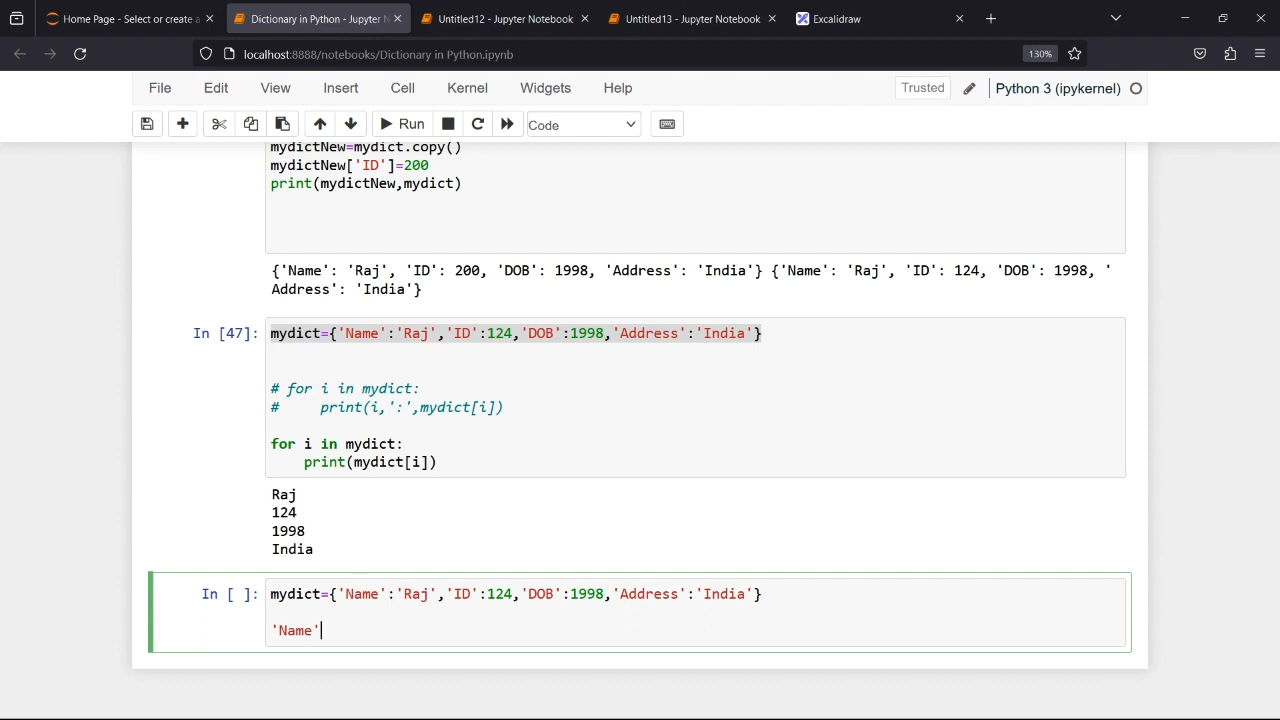 Home Page - Select or create a
Dictionary in Python - Jupyter N
Untitled12 - Jupyter Notebook
Untitled13 - Jupyter Notebook
Excalidraw
localhost:8888/notebooks/Dictionary in Python.ipynb
130%
File Edit View Insert Cell Kernel Widgets Help
Trusted
Python 3 (ipykernel)
Run
Code
mydictNew=mydict.copy()
mydictNew['ID']=200
print(mydictNew,mydict)
{'Name': 'Raj', 'ID': 200, 'DOB': 1998, 'Address': 'India'} {'Name': 'Raj', 'ID': 124, 'DOB': 1998, '
Address': 'India'}
In [47]: mydict={'Name':'Raj','ID':124,'DOB':1998,'Address':'India'}
# for i in mydict:
#     print(i,':',mydict[i])
for i in mydict:
    print(mydict[i])
Raj
124
1998
India
In [ ]: mydict={'Name':'Raj','ID':124,'DOB':1998,'Address':'India'}
'Name'